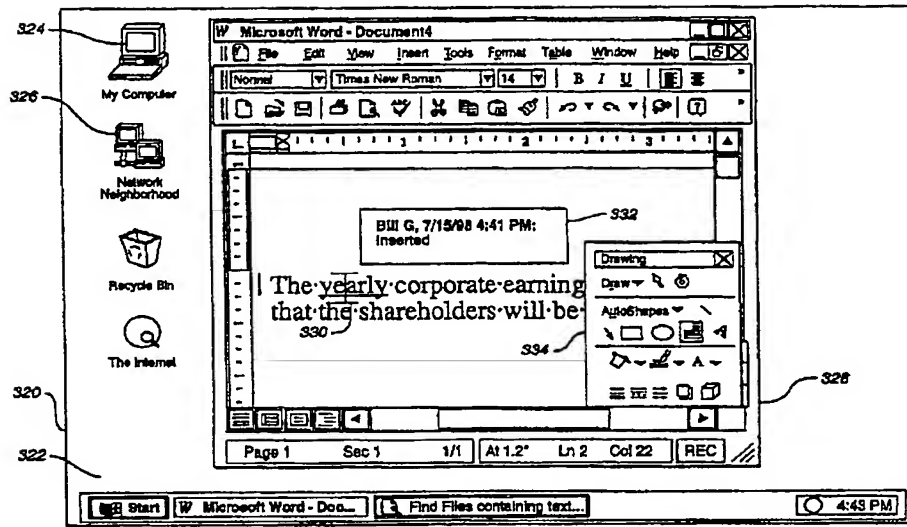 324
My Computer
326
Network
Neighborhood
Recycle Bin
The Internet
320
322
W Microsoft Word - Document4
File Edit View Insert Tools Format Table Window Help
Normal Times New Roman 14 B I U
1 2 3
Bill G, 7/15/98 4:41 PM:
Inserted
332
The·yearly·corporate·earning
that·the·shareholders·will·be·
330
334
Drawing
Draw
AutoShapes
A
328
Page 1 Sec 1 1/1 At 1.2" Ln 2 Col 22 REC
Start W Microsoft Word - Doc... Find Files containing text... 4:43 PM